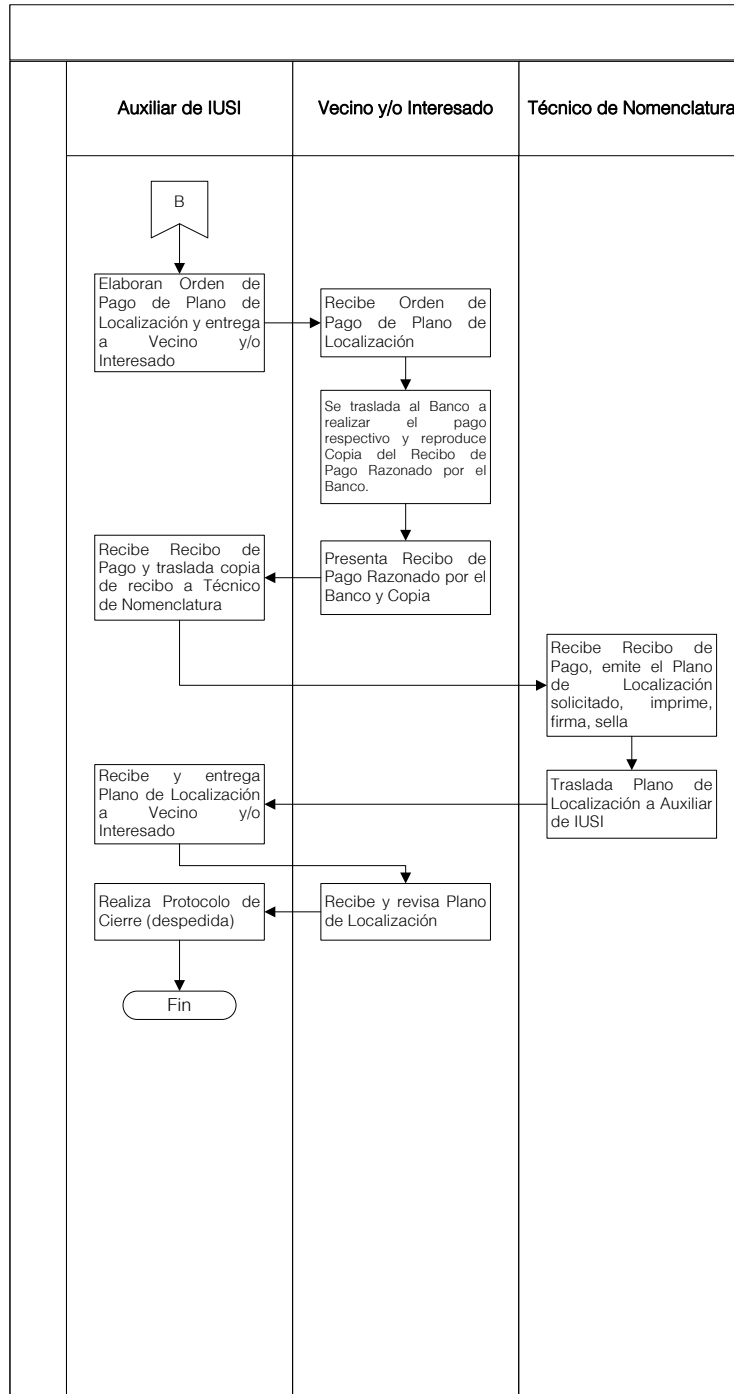 Auxiliar de IUSI
Vecino y/o Interesado
Técnico de Nomenclatura
B
Elaboran Orden de
Pago de Plano de
Localización y entrega
a Vecino y/o
Interesado
Recibe Orden de
Pago de Plano de
Localización
Se traslada al Banco a
realizar el pago
respectivo y reproduce
Copia del Recibo de
Pago Razonado por el
Banco.
Presenta Recibo de
Pago Razonado por el
Banco y Copia
Recibe Recibo de
Pago y traslada copia
de recibo a Técnico
de Nomenclatura
Recibe Recibo de
Pago, emite el Plano
de Localización
solicitado, imprime,
firma, sella
Traslada Plano de
Localización a Auxiliar
de IUSI
Recibe y entrega
Plano de Localización
a Vecino y/o
Interesado
Recibe y revisa Plano
de Localización
Realiza Protocolo de
Cierre (despedida)
Fin